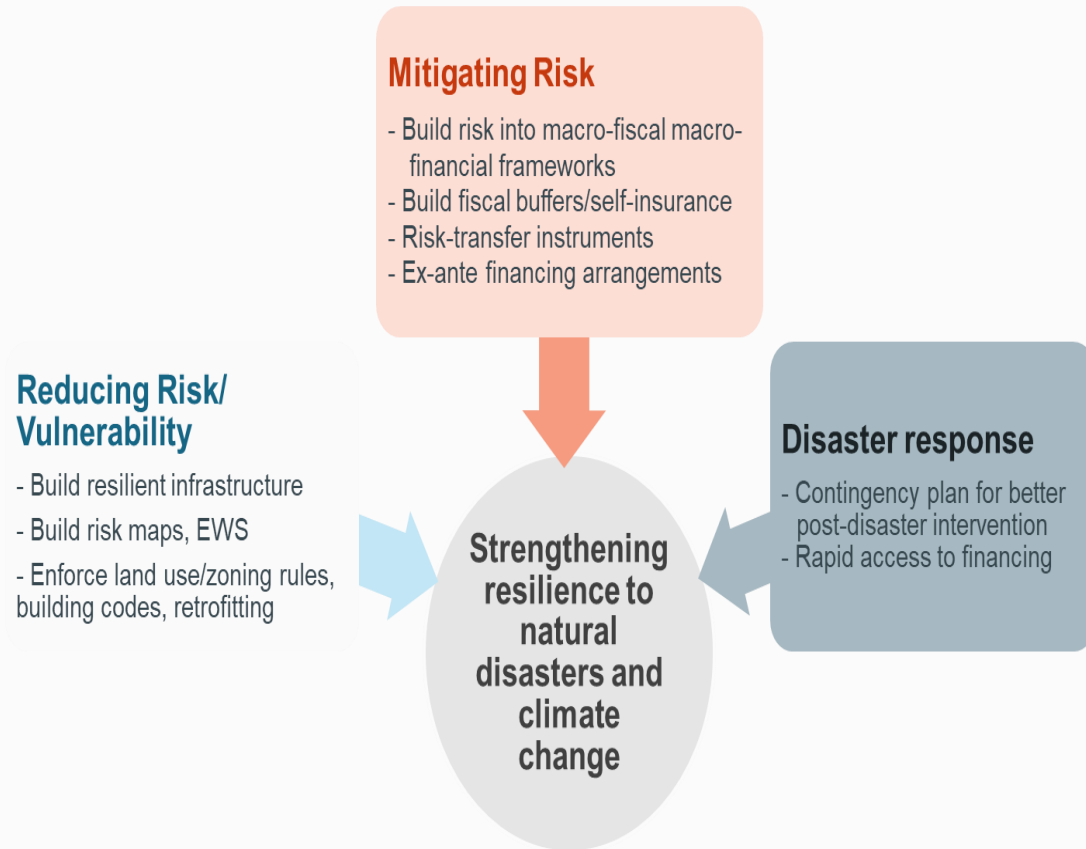 Mitigating Risk
- Build risk into macro-fiscal macro-
financial frameworks
- Build fiscal buffers/self-insurance
- Risk-transfer instruments
- Ex-ante financing arrangements
Reducing Risk/
Vulnerability
- Build resilient infrastructure
- Build risk maps, EWS
- Enforce land use/zoning rules,
building codes, retrofitting
Disaster response
- Contingency plan for better
post-disaster intervention
- Rapid access to financing
Strengthening
resilience to
natural
disasters and
climate
change